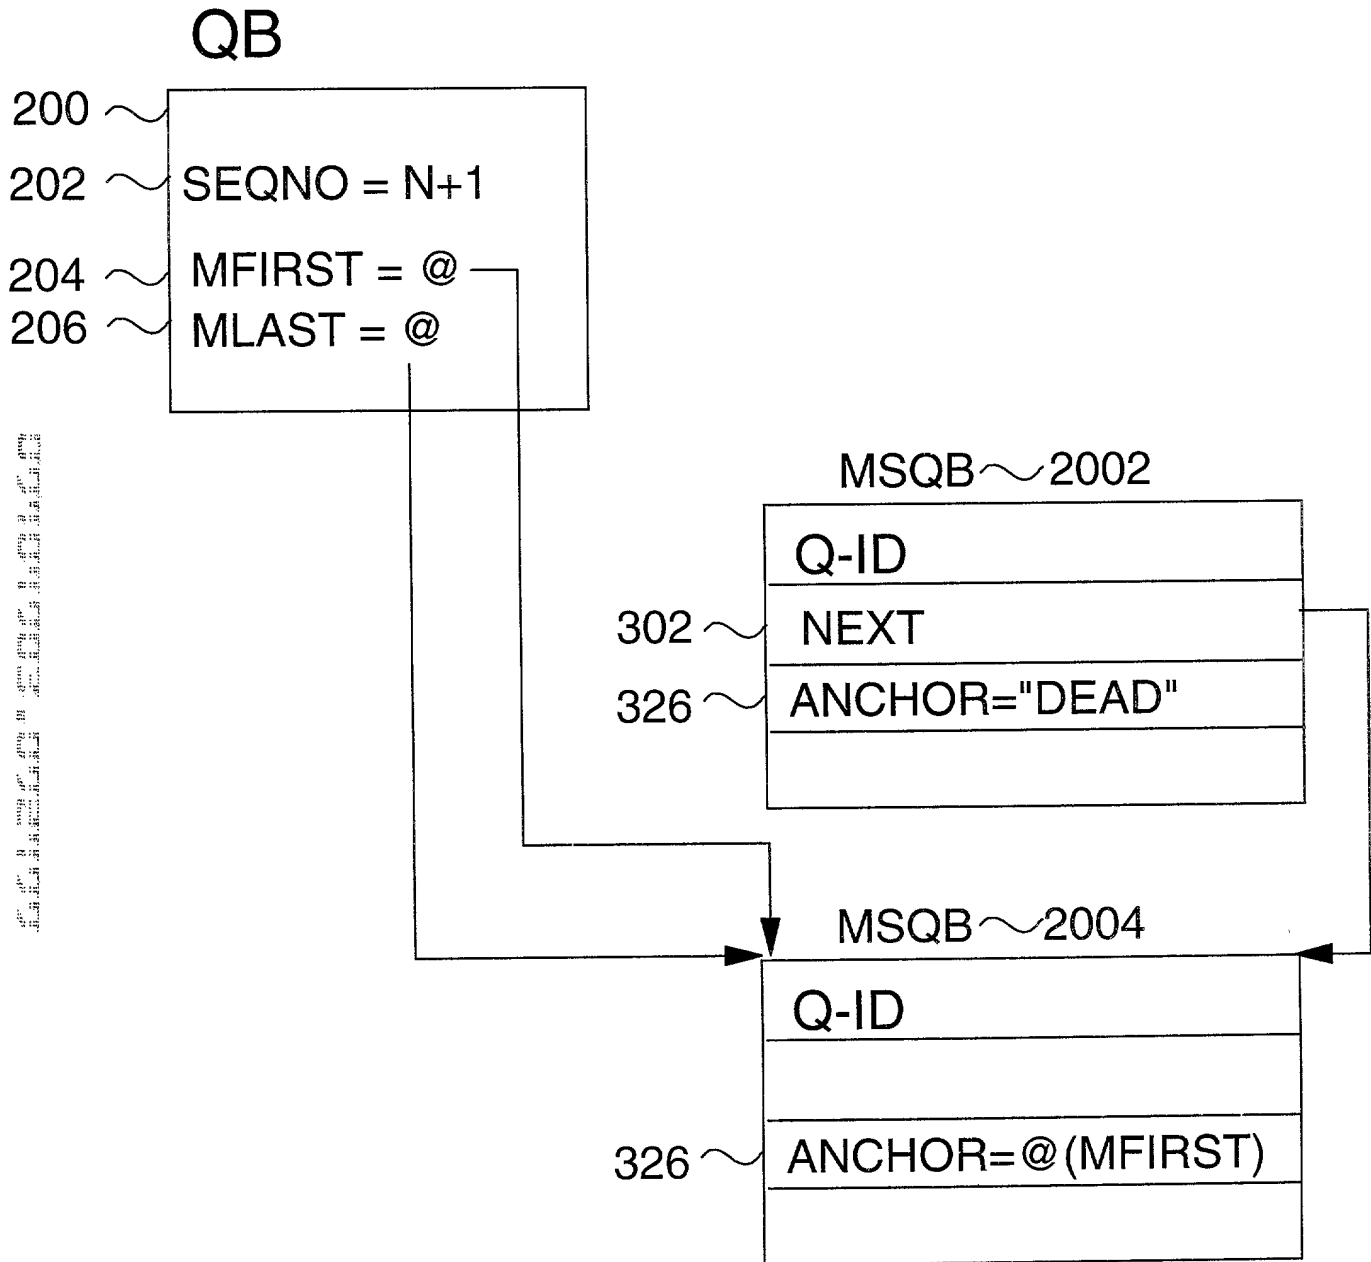 QB
200
202 SEQNO = N+1
204 MFIRST = @
206 MLAST = @
MSQB 2002
Q-ID
302 NEXT
326 ANCHOR="DEAD"
MSQB 2004
Q-ID
326 ANCHOR=@(MFIRST)